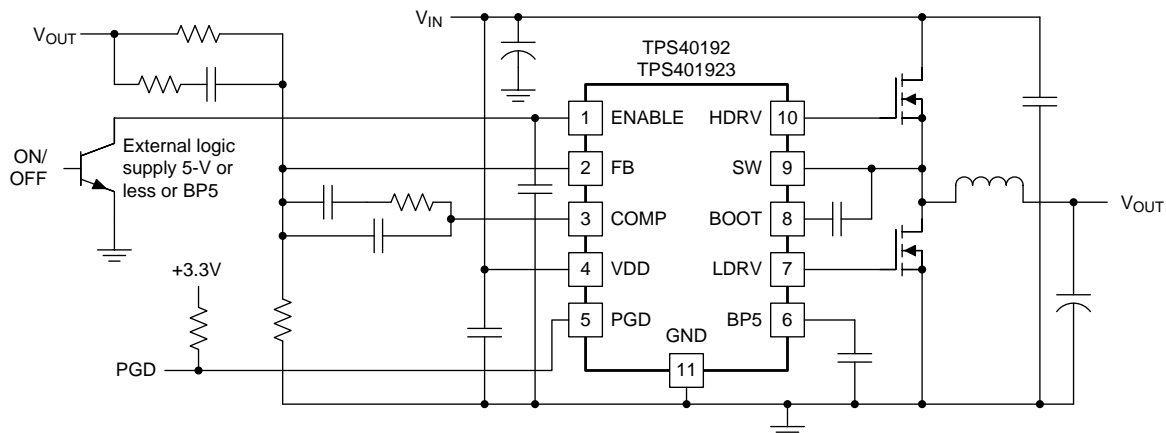 VIN
VOUT
TPS40192
TPS401923
1 ENABLE HDRV 10
ON/
OFF
External logic
supply 5-V or
less or BP5
2 FB SW 9
3 COMP BOOT 8
VOUT
+3.3V
4 VDD LDRV 7
5 PGD BP5 6
GND
PGD
11